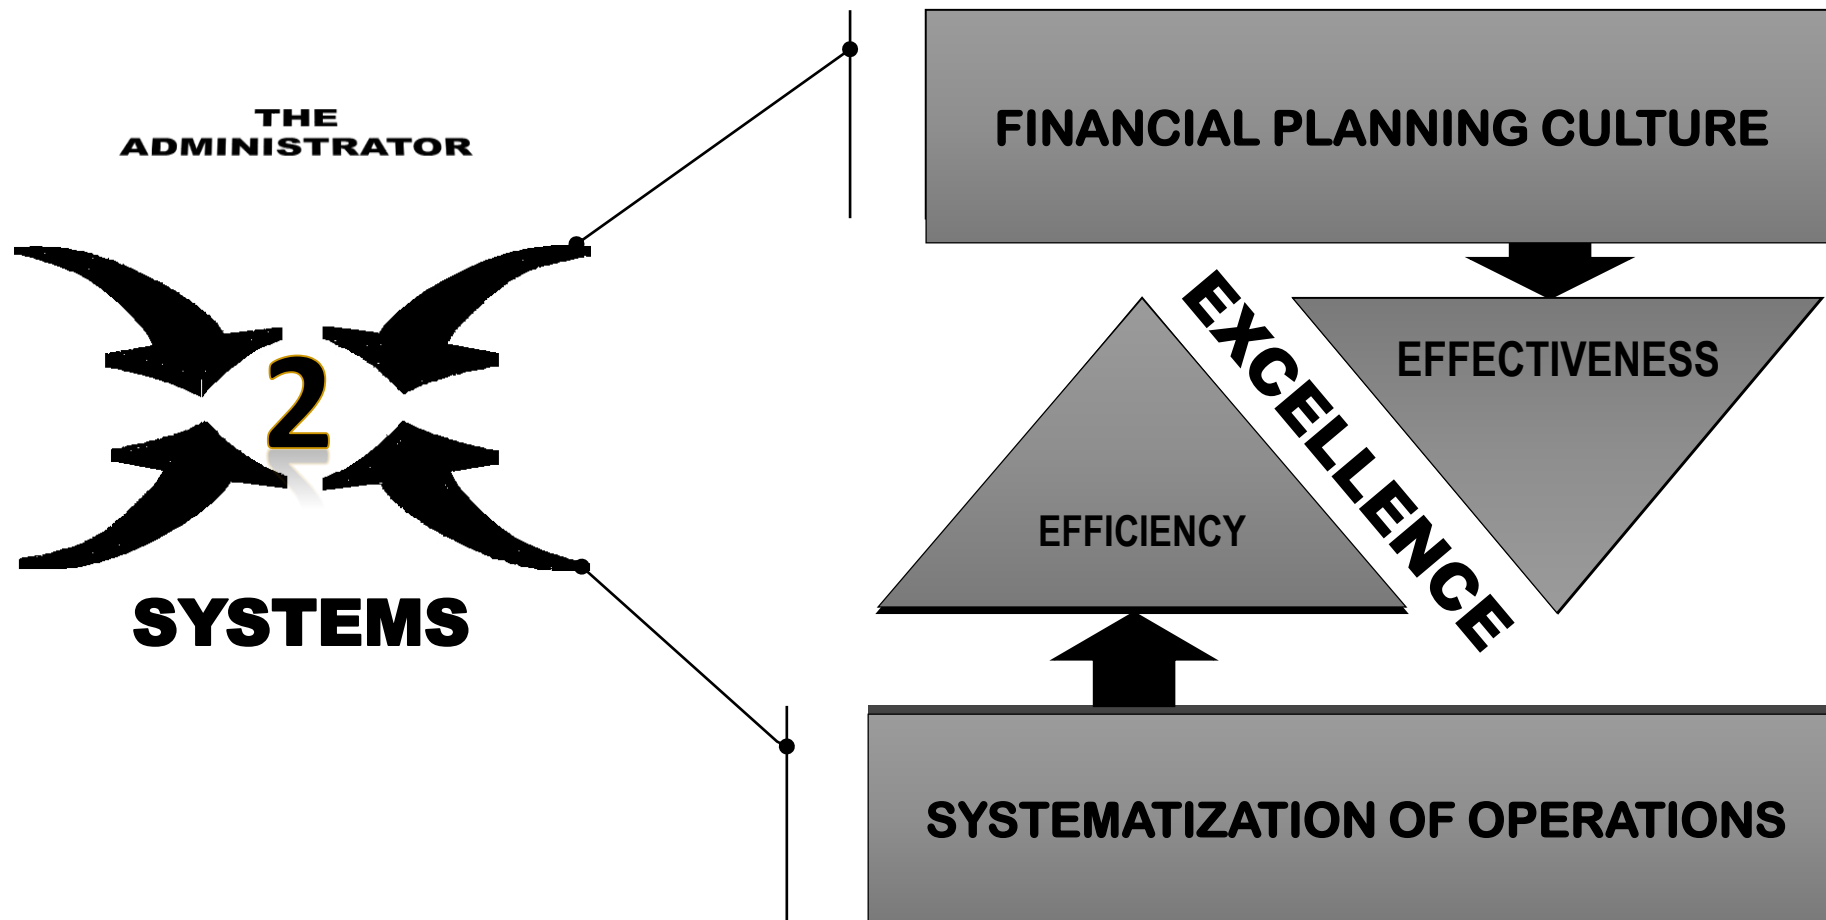 THE
ADMINISTRATOR
2
SYSTEMS
FINANCIAL PLANNING CULTURE
EFFECTIVENESS
EXCELLENCE
EFFICIENCY
SYSTEMATIZATION OF OPERATIONS